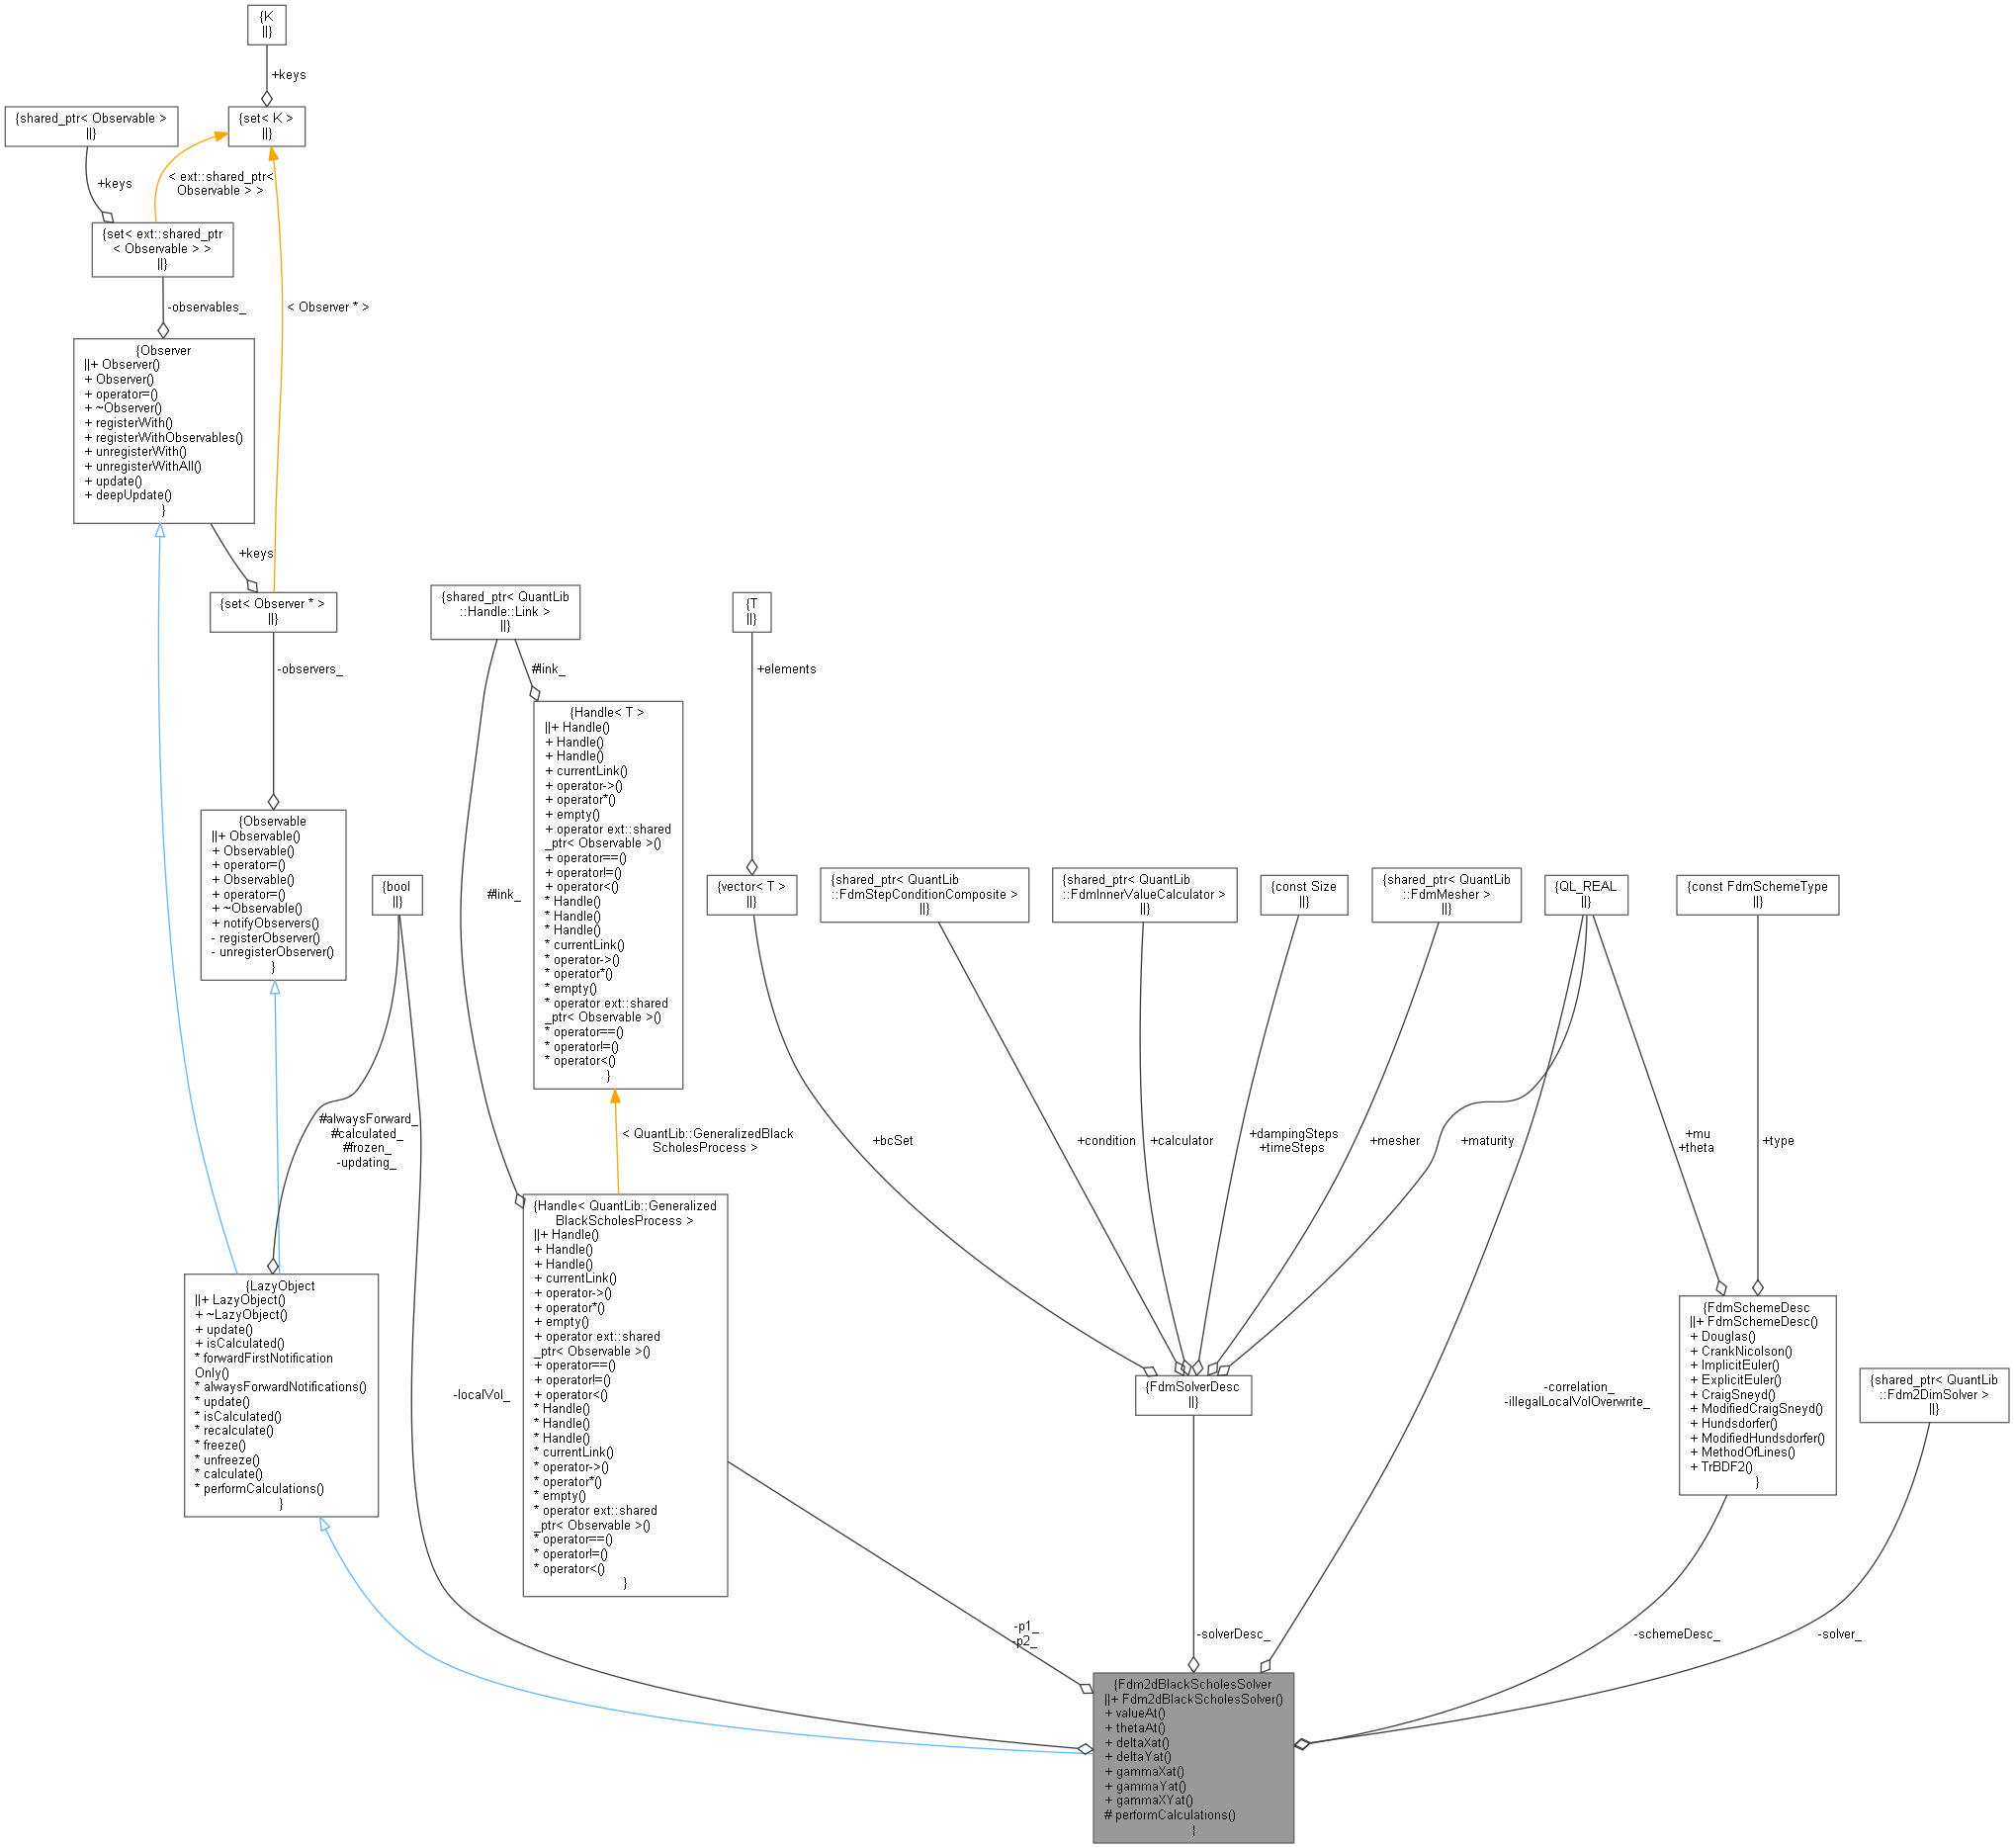 {K
||}
+keys
{shared_ptr< Observable >
||}
{set< K >
||}
+keys
< ext::shared_ptr<
Observable > >
{set< ext::shared_ptr
< Observable > >
||}
-observables_
< Observer * >
{Observer
||+ Observer()
+ Observer()
+ operator=()
+ ~Observer()
+ registerWith()
+ registerWithObservables()
+ unregisterWith()
+ unregisterWithAll()
+ update()
+ deepUpdate()
}
+keys
{set< Observer * >
||}
-observers_
{shared_ptr< QuantLib
::Handle::Link >
||}
#link_
{T
||}
+elements
{Handle< T >
||+ Handle()
+ Handle()
+ Handle()
+ currentLink()
+ operator->()
+ operator*()
+ empty()
+ operator ext::shared
_ptr< Observable >()
+ operator==()
+ operator!=()
+ operator<()
* Handle()
* Handle()
* Handle()
* currentLink()
* operator->()
* operator*()
* empty()
* operator ext::shared
_ptr< Observable >()
* operator==()
* operator!=()
* operator<()
}
{Observable
||+ Observable()
+ Observable()
+ operator=()
+ Observable()
+ operator=()
+ ~Observable()
+ notifyObservers()
- registerObserver()
- unregisterObserver()
}
{bool
||}
#link_
{vector< T >
||}
{shared_ptr< QuantLib
::FdmStepConditionComposite >
||}
{shared_ptr< QuantLib
::FdmInnerValueCalculator >
||}
{const Size
||}
{shared_ptr< QuantLib
::FdmMesher >
||}
{QL_REAL
||}
{const FdmSchemeType
||}
#alwaysForward_
#calculated_
#frozen_
-updating_
< QuantLib::GeneralizedBlack
ScholesProcess >
+bcSet
+condition
+calculator
+dampingSteps
+timeSteps
+mesher
+maturity
+mu
+theta
+type
{LazyObject
||+ LazyObject()
+ ~LazyObject()
+ update()
+ isCalculated()
* forwardFirstNotification
Only()
* alwaysForwardNotifications()
* update()
* isCalculated()
* recalculate()
* freeze()
* unfreeze()
* calculate()
* performCalculations()
}
-localVol_
{Handle< QuantLib::Generalized
BlackScholesProcess >
||+ Handle()
+ Handle()
+ Handle()
+ currentLink()
+ operator->()
+ operator*()
+ empty()
+ operator ext::shared
_ptr< Observable >()
+ operator==()
+ operator!=()
+ operator<()
* Handle()
* Handle()
* Handle()
* currentLink()
* operator->()
* operator*()
* empty()
* operator ext::shared
_ptr< Observable >()
* operator==()
* operator!=()
* operator<()
}
{FdmSolverDesc
||}
-correlation_
-illegalLocalVolOverwrite_
{FdmSchemeDesc
||+ FdmSchemeDesc()
+ Douglas()
+ CrankNicolson()
+ ImplicitEuler()
+ ExplicitEuler()
+ CraigSneyd()
+ ModifiedCraigSneyd()
+ Hundsdorfer()
+ ModifiedHundsdorfer()
+ MethodOfLines()
+ TrBDF2()
}
{shared_ptr< QuantLib
::Fdm2DimSolver >
||}
-p1_
-p2_
-solverDesc_
-schemeDesc_
-solver_
{Fdm2dBlackScholesSolver
||+ Fdm2dBlackScholesSolver()
+ valueAt()
+ thetaAt()
+ deltaXat()
+ deltaYat()
+ gammaXat()
+ gammaYat()
+ gammaXYat()
# performCalculations()
}